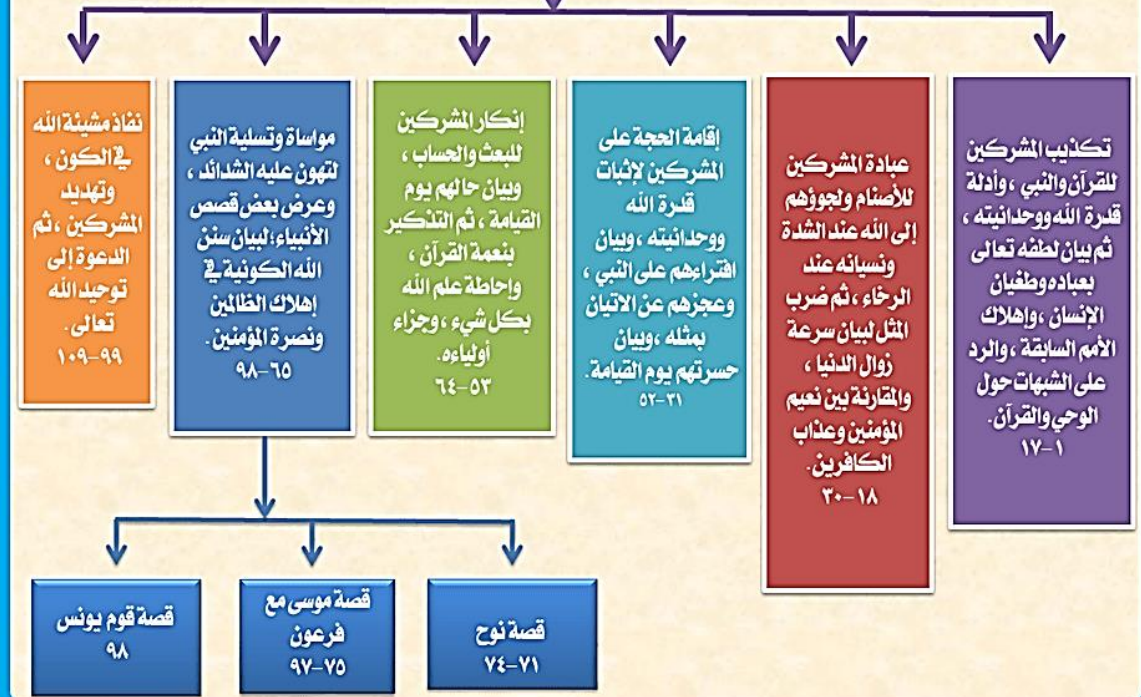 تكذيب المشركين
للقرآن والنبي ، وأدلة
قدرة الله ووحدانيته ،
ثم بيان لطفه تعالى
بعباده وطغيان
الإنسان ، وإهلاك
الأمم السابقة ، والرد
على الشبهات حول
الوحي والقرآن.
١-١٧
عبادة المشركين
للأصنام ولجوؤهم
إلى الله عند الشدة
ونسيانه عند
الرخاء ، ثم ضرب
المثل لبيان سرعة
زوال الدنيا ،
والمقارنة بين نعيم
المؤمنين وعذاب
الكافرين.
١٨-٣٠
إقامة الحجة على
المشركين لإثبات
قدرة الله
ووحدانيته ، وبيان
افتراءهم على النبي ،
وعجزهم عن الاتيان
بمثله ، وبيان
حسرتهم يوم القيامة.
٣١-٥٢
إنكار المشركين
للبعث والحساب ،
وبيان حالهم يوم
القيامة ، ثم التذكير
بنعمة القرآن ،
وإحاطة علم الله
بكل شيء ، وجزاء
أولياءه.
٥٣-٦٤
مواساة وتسلية النبي
لتهون عليه الشدائد ،
وعرض بعض قصص
الأنبياء؛ لبيان سنن
الله الكونية في
إهلاك الظالمين
ونصرة المؤمنين.
٦٥-٩٨
نفاذ مشيئة الله
في الكون ،
وتهديد
المشركين ، ثم
الدعوة إلى
توحيد الله
تعالى.
٩٩-١٠٩
قصة نوح
٧١-٧٤
قصة موسى مع
فرعون
٧٥-٩٧
قصة قوم يونس
٩٨